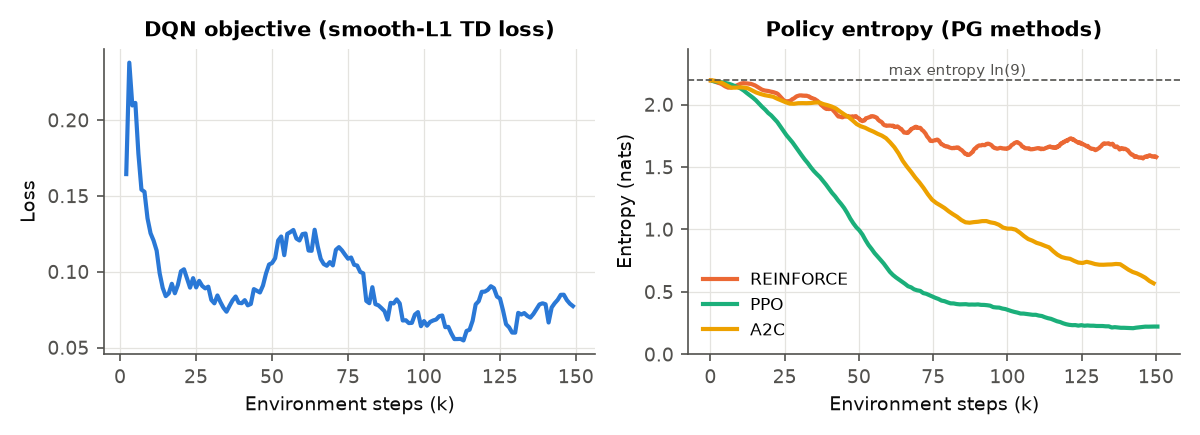 DQN objective (smooth-L1 TD loss)
Loss
0.20
0.15
0.10
0.05
0
25
50
75
100
125
150
Environment steps (k)
Policy entropy (PG methods)
Entropy (nats)
max entropy ln(9)
2.0
1.5
1.0
0.5
0.0
REINFORCE
PPO
A2C
0
25
50
75
100
125
150
Environment steps (k)